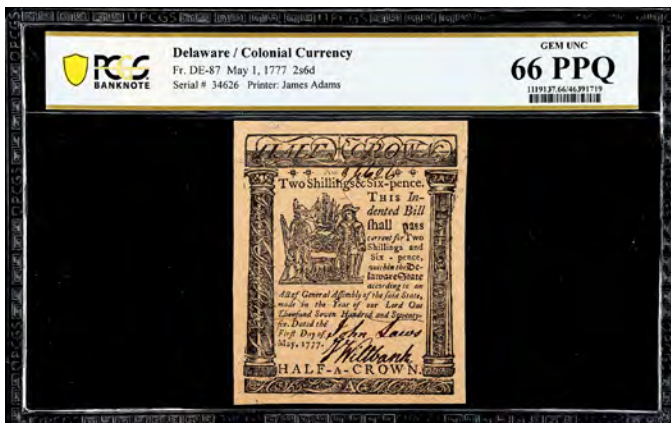 PCGS
BANKNOTE
Delaware / Colonial Currency
Fr. DE-87 May 1, 1777 2s6d
Serial # 34626 Printer: James Adams
GEM UNC
66 PPQ
1119137.66/46391719
HALF A CROWN.
Two Shillings & Six-pence.
THIS In-
dented Bill
ſhall paſs
current for Two
Shillings and
Six - pence,
within the De-
laware State
according to an
Act of General Aſſembly of the ſaid State,
made in the Year of our Lord One
Thouſand Seven Hundred and Seventy-
ſix. Dated the
First Day of
May, 1777.
John Laws
J Wiltbank
HALF-A-CROWN.
A